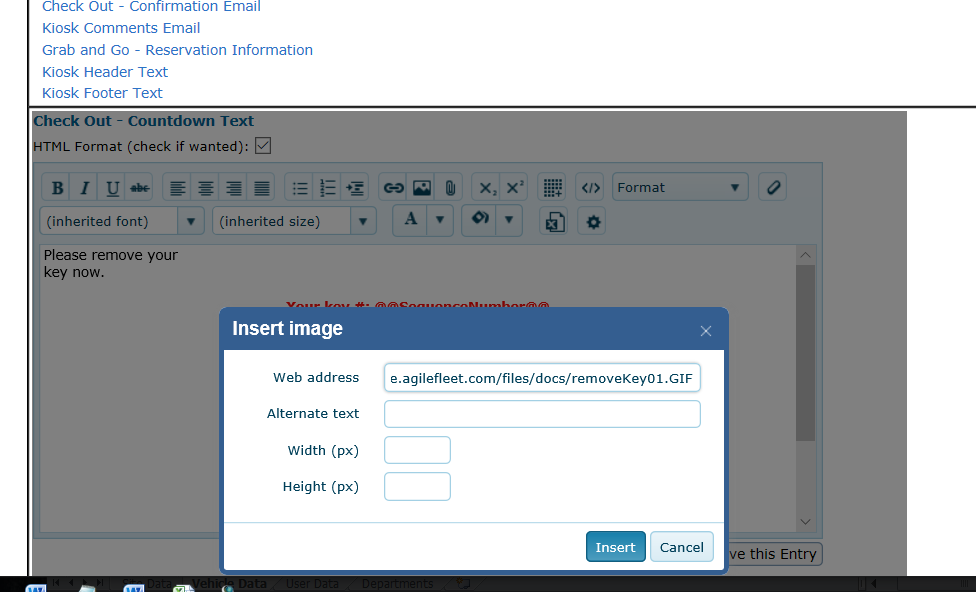 Check Out - Confirmation Email
Kiosk Comments Email
Grab and Go - Reservation Information
Kiosk Header Text
Kiosk Footer Text
Check Out - Countdown Text
HTML Format (check if wanted):
B I U abc X₂ X² </> Format
(inherited font) (inherited size) A
Please remove your
key now.
Your key #: @@SequenceNumber@@
Insert image
Web address e.agilefleet.com/files/docs/removeKey01.GIF
Alternate text
Width (px)
Height (px)
Insert Cancel ve this Entry
Data Vehicle Data User Data Departments